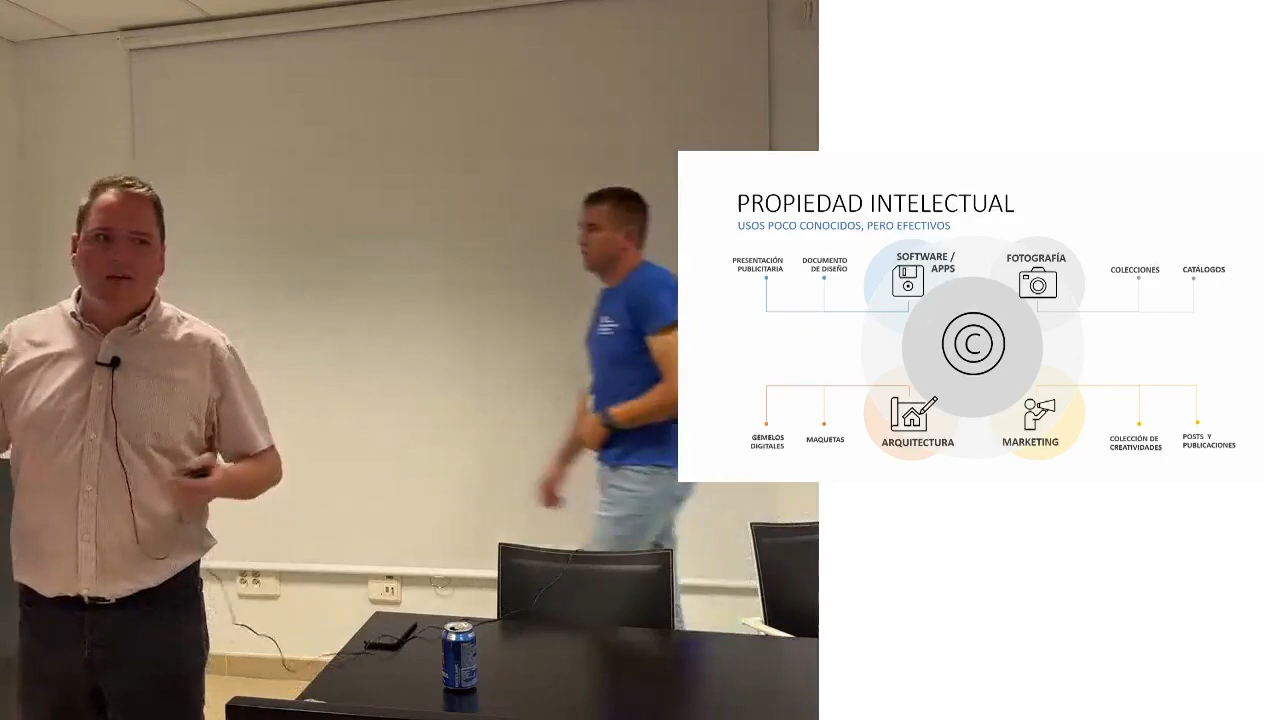 PROPIEDAD INTELECTUAL
USOS POCO CONOCIDOS, PERO EFECTIVOS
PRESENTACIÓN
PUBLICITARIA
DOCUMENTO
DE DISEÑO
SOFTWARE /
APPS
FOTOGRAFÍA
COLECCIONES
CATÁLOGOS
C
GEMELOS
DIGITALES
MAQUETAS
ARQUITECTURA
MARKETING
COLECCIÓN DE
CREATIVIDADES
POSTS Y
PUBLICACIONES